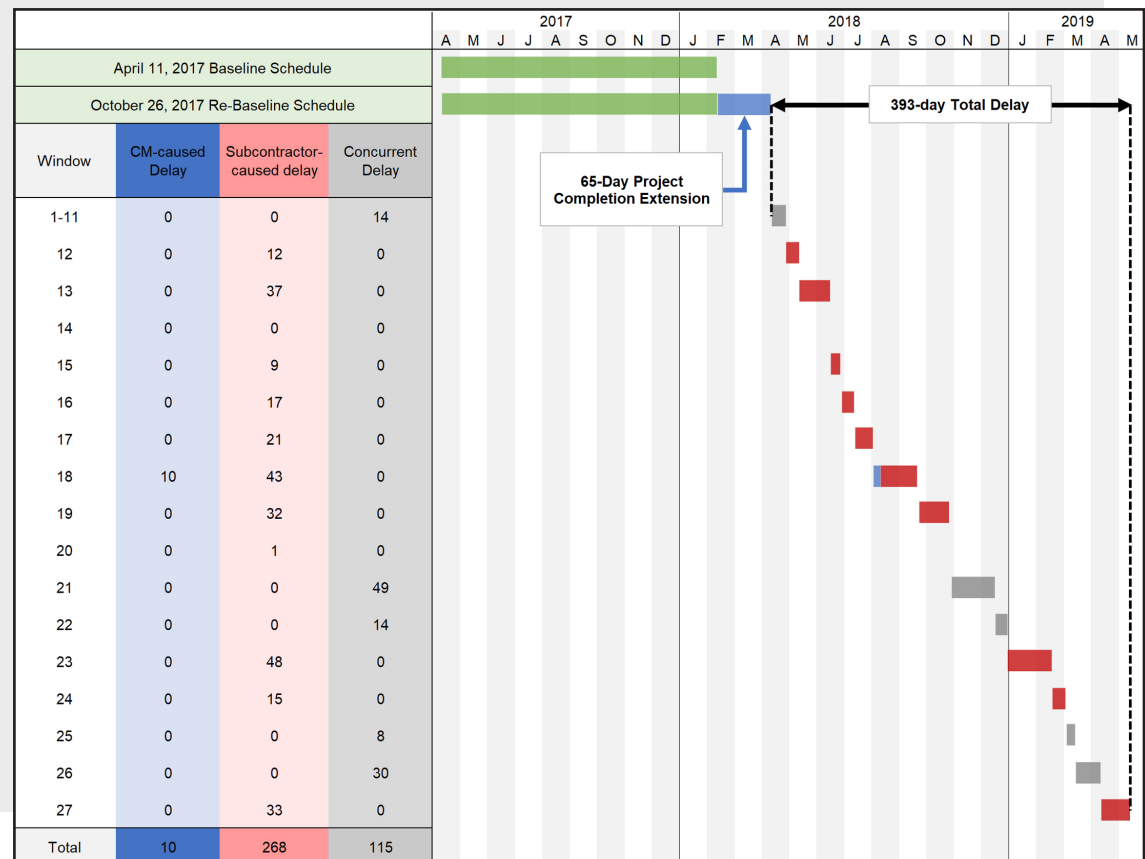 2017 2018 2019
A M J J A S O N D J F M A M J J A S O N D J F M A M
April 11, 2017 Baseline Schedule
October 26, 2017 Re-Baseline Schedule
393-day Total Delay
Window
CM-caused
Delay
Subcontractor-
caused delay
Concurrent
Delay
65-Day Project
Completion Extension
1-11 0 0 14
12 0 12 0
13 0 37 0
14 0 0 0
15 0 9 0
16 0 17 0
17 0 21 0
18 10 43 0
19 0 32 0
20 0 1 0
21 0 0 49
22 0 0 14
23 0 48 0
24 0 15 0
25 0 0 8
26 0 0 30
27 0 33 0
Total 10 268 115